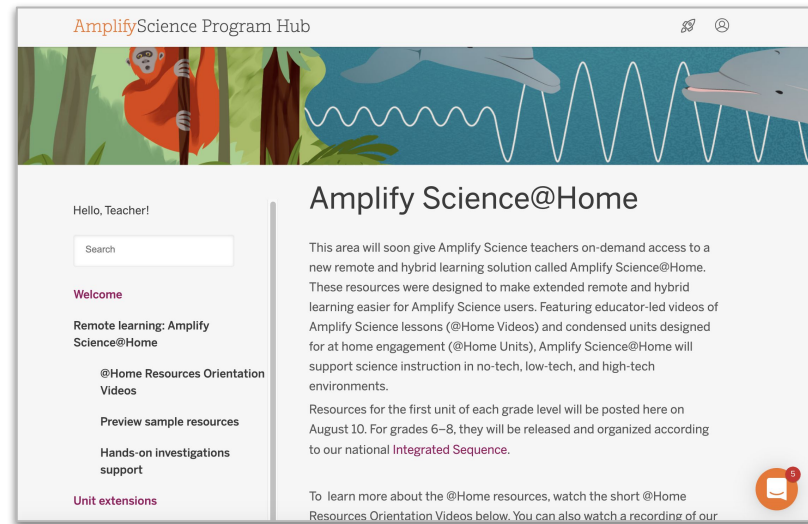 AmplifyScience Program Hub
Hello, Teacher!
Search
Welcome
Remote learning: Amplify
Science@Home
@Home Resources Orientation
Videos
Preview sample resources
Hands-on investigations
support
Unit extensions
Amplify Science@Home
This area will soon give Amplify Science teachers on-demand access to a
new remote and hybrid learning solution called Amplify Science@Home.
These resources were designed to make extended remote and hybrid
learning easier for Amplify Science users. Featuring educator-led videos of
Amplify Science lessons (@Home Videos) and condensed units designed
for at home engagement (@Home Units), Amplify Science@Home will
support science instruction in no-tech, low-tech, and high-tech
environments.
Resources for the first unit of each grade level will be posted here on
August 10. For grades 6–8, they will be released and organized according
to our national Integrated Sequence.
To learn more about the @Home resources, watch the short @Home
Resources Orientation Videos below. You can also watch a recording of our
5